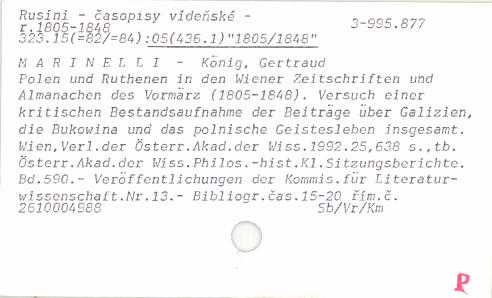 Rusíni - časopisy vídeňské -
r.1805-1848 3-995.877
323.15(=82/=84):05(436.1)"1805/1848"
M A R I N E L L I - König, Gertraud
Polen und Ruthenen in den Wiener Zeitschriften und
Almanachen des Vormärz (1805-1848). Versuch einer
kritischen Bestandsaufnahme der Beiträge über Galizien,
die Bukowina und das polnische Geistesleben insgesamt.
Wien,Verl.der Österr.Akad.der Wiss.1992.25,638 s.,tb.
Österr.Akad.der Wiss.Philos.-hist.Kl.Sitzungsberichte.
Bd.590.- Veröffentlichungen der Kommis.für Literatur-
wissenschaft.Nr.13.- Bibliogr.čas.15-20 řím.č.
2610004988 Sb/Vr/Km
P